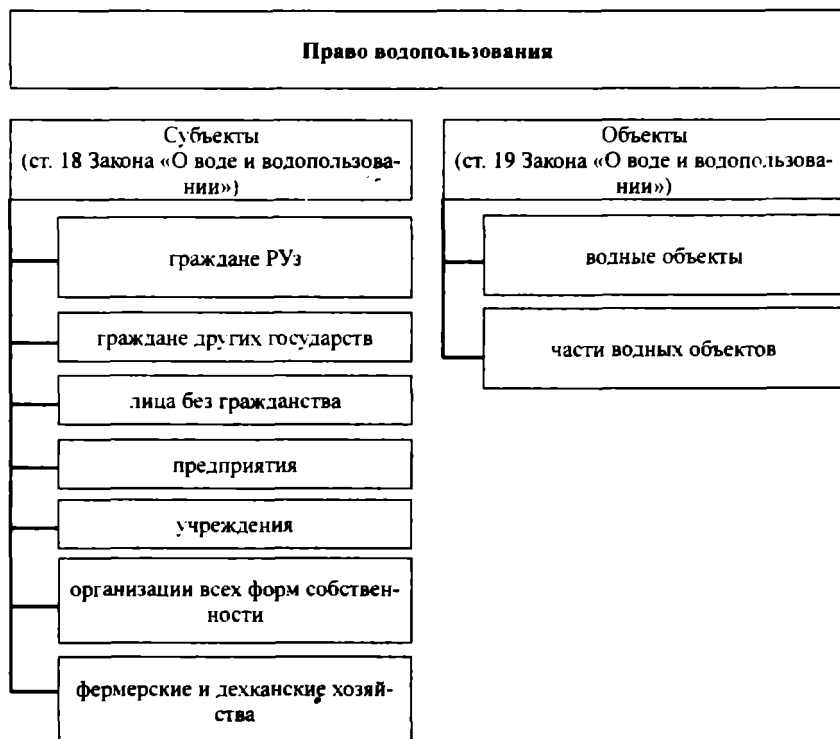 Право водопользования
Субъекты
(ст. 18 Закона «О воде и водопользова-
нии»)
граждане РУз
граждане других государств
лица без гражданства
предприятия
учреждения
организации всех форм собствен-
ности
фермерские и дехканские хозяй-
ства
Объекты
(ст. 19 Закона «О воде и водопользова-
нии»)
водные объекты
части водных объектов